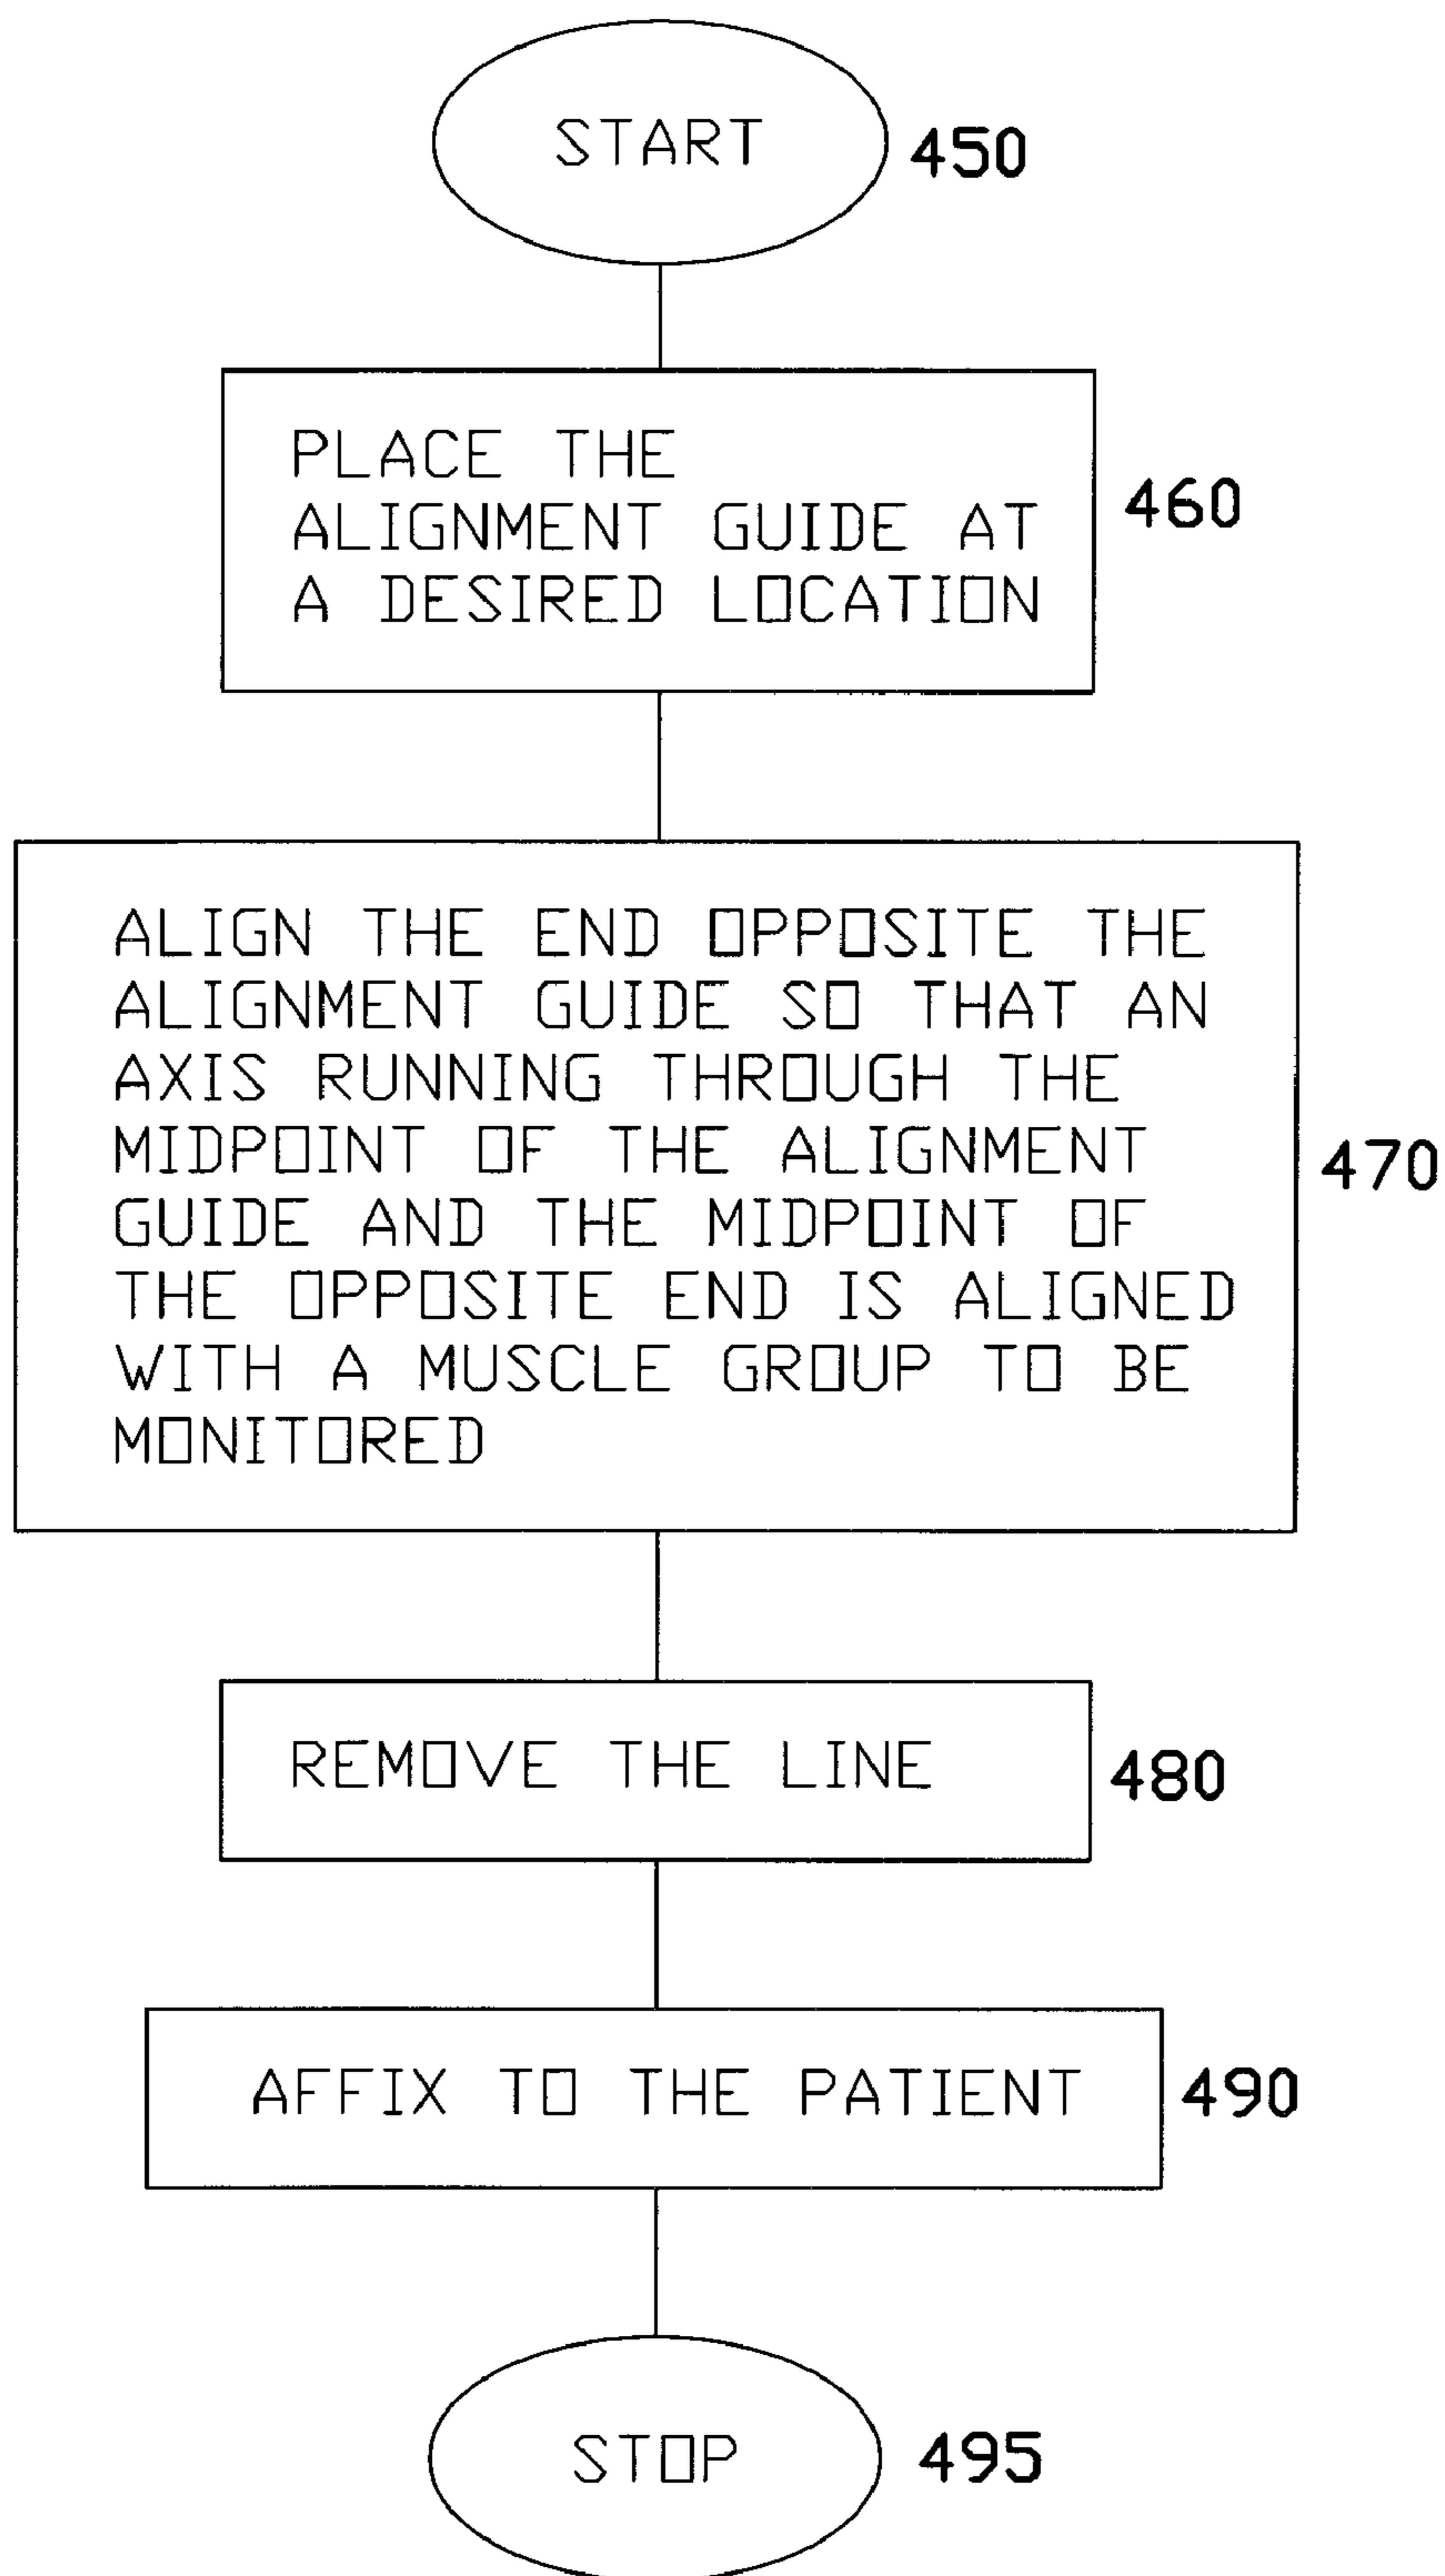 START
450
PLACE THE
ALIGNMENT GUIDE AT
A DESIRED LOCATION
460
ALIGN THE END OPPOSITE THE
ALIGNMENT GUIDE SO THAT AN
AXIS RUNNING THROUGH THE
MIDPOINT OF THE ALIGNMENT
GUIDE AND THE MIDPOINT OF
THE OPPOSITE END IS ALIGNED
WITH A MUSCLE GROUP TO BE
MONITORED
470
REMOVE THE LINE
480
AFFIX TO THE PATIENT
490
STOP
495